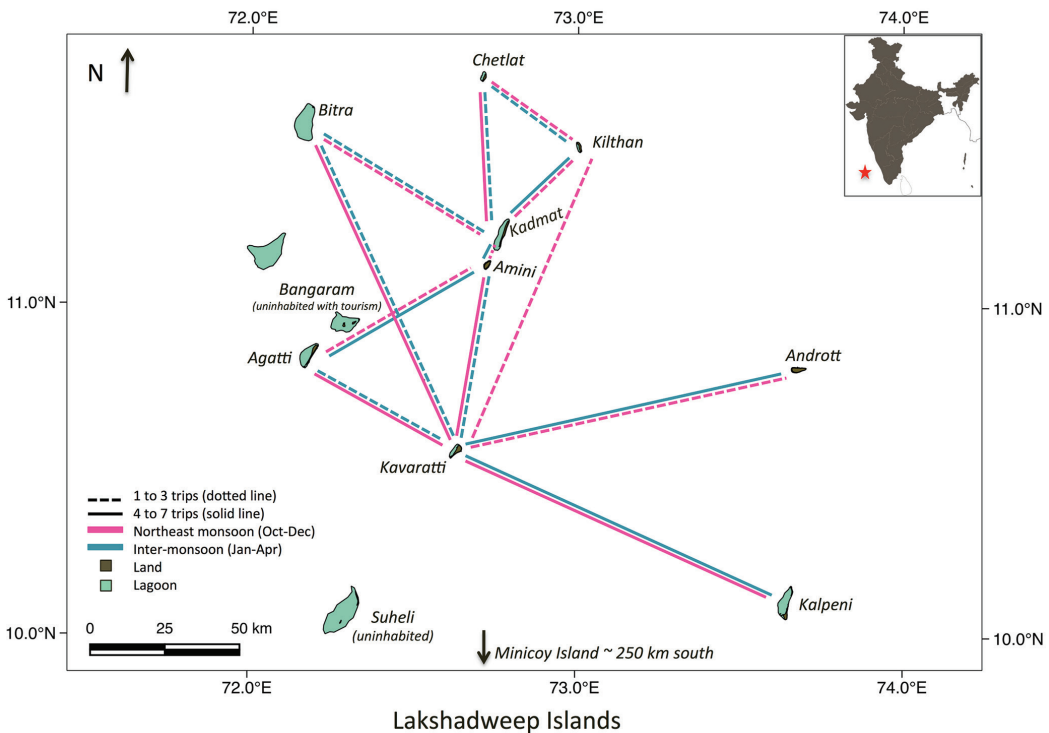 72.0°E 73.0°E 74.0°E
N
Chetlat
Bitra
Kilthan
Kadmat
Amini
11.0°N 11.0°N
Bangaram
(uninhabited with tourism)
Agatti
Andrott
Kavaratti
1 to 3 trips (dotted line)
4 to 7 trips (solid line)
Northeast monsoon (Oct-Dec)
Inter-monsoon (Jan-Apr)
Land
Lagoon
Kalpeni
Suheli
(uninhabited)
10.0°N 10.0°N
0 25 50 km
Minicoy Island ~ 250 km south
72.0°E 73.0°E 74.0°E
Lakshadweep Islands